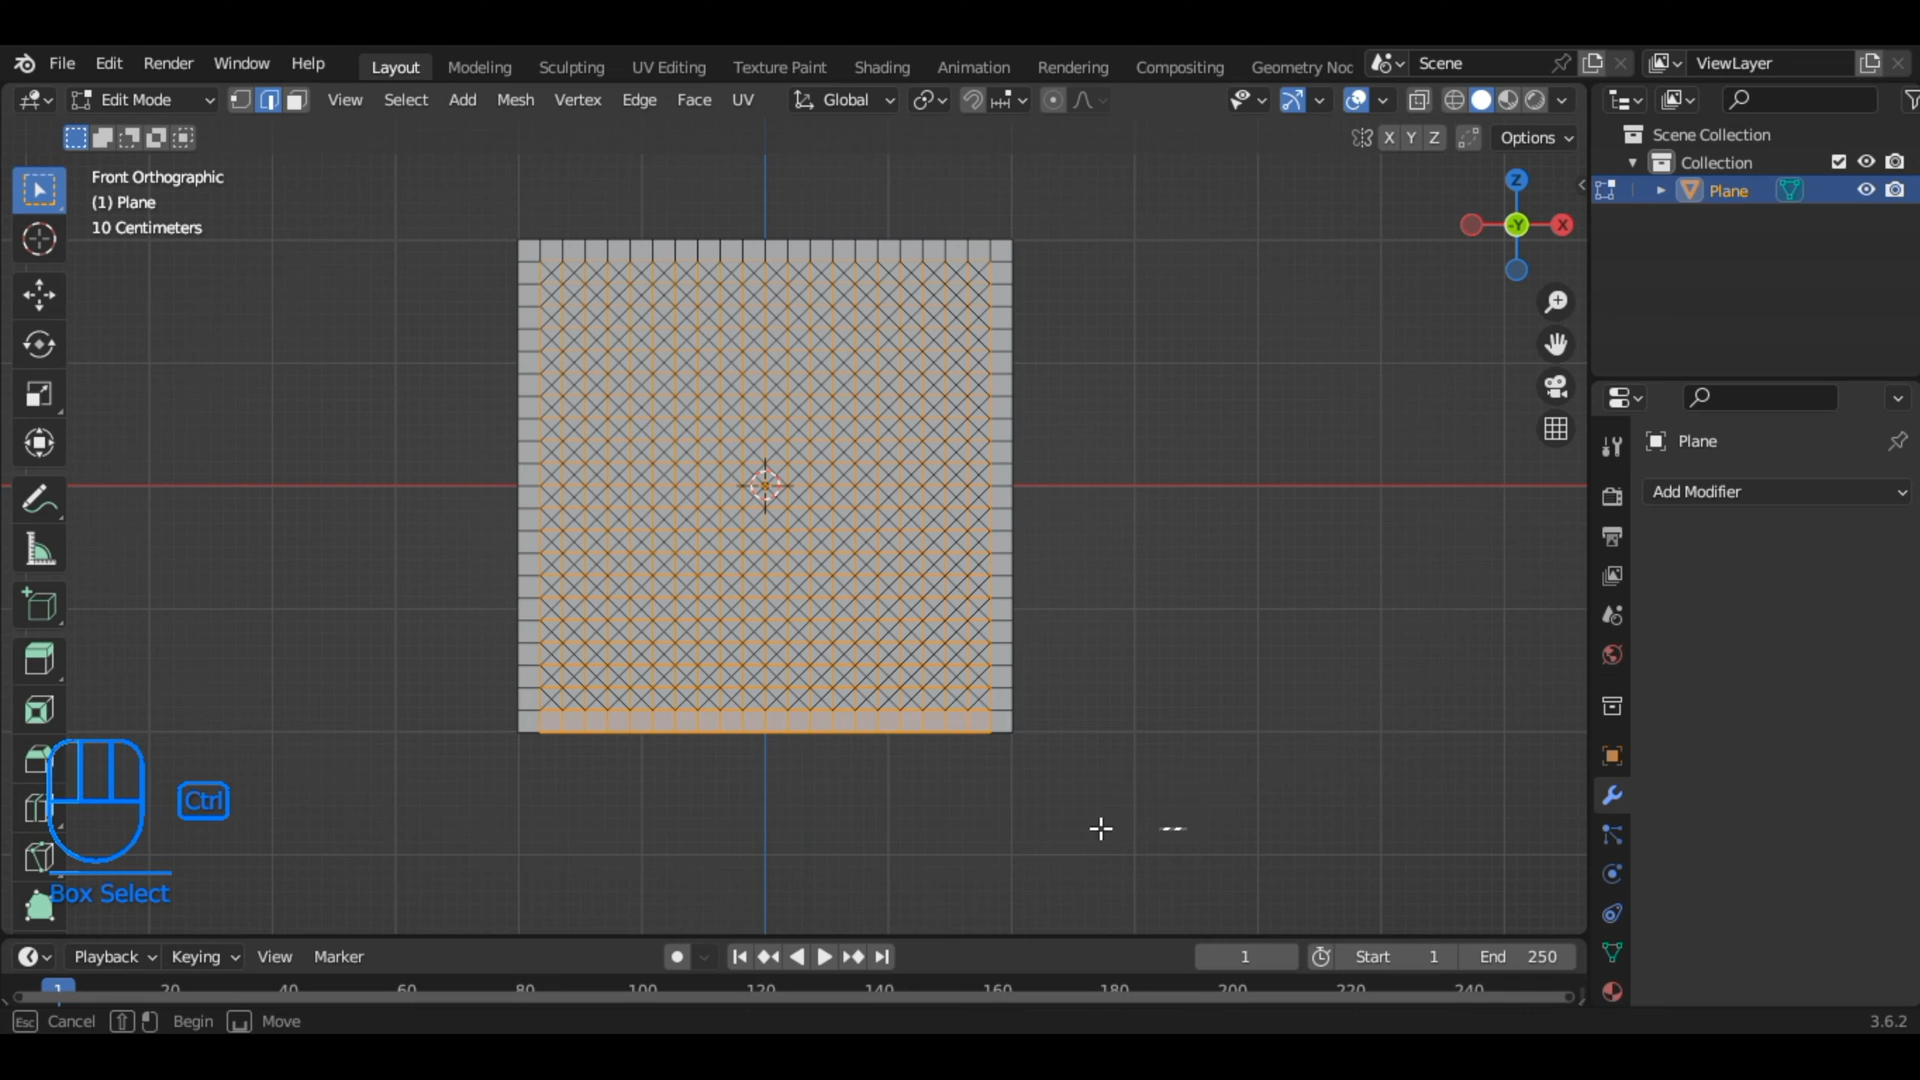 File Edit Render Window Help Layout Modeling Sculpting UV Editing Texture Paint Shading Animation Rendering Compositing Geometry Noc Scene ViewLayer
Edit Mode View Select Add Mesh Vertex Edge Face UV Global
X Y Z Options
Scene Collection
Collection
Plane
Front Orthographic
(1) Plane
10 Centimeters
Z
-Y X
Plane
Add Modifier
Ctrl
Box Select
Playback Keying View Marker 1 Start 1 End 250
1 20 40 60 80 100 120 140 160 180 200 220 240
Esc Cancel Begin Move 3.6.2